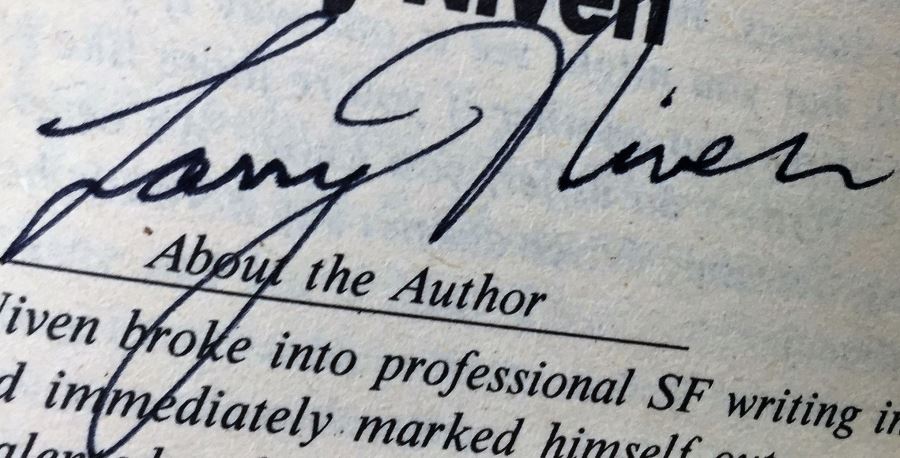 Niven
Larry Niven
About the Author
Niven broke into professional SF writing in
immediately marked himself